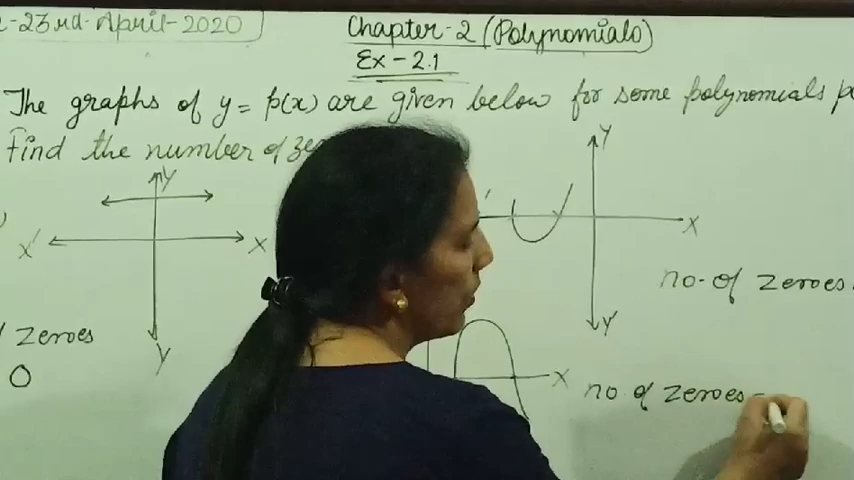 -23rd-April-2020
Chapter-2 (Polynomials)
Ex-2.1
The graphs of y = p(x) are given below for some polynomials p
Find the number of ze
Y
X' X
Y
zeroes
0
Y
X
Y
no. of zeroes
X
no of zeroes =